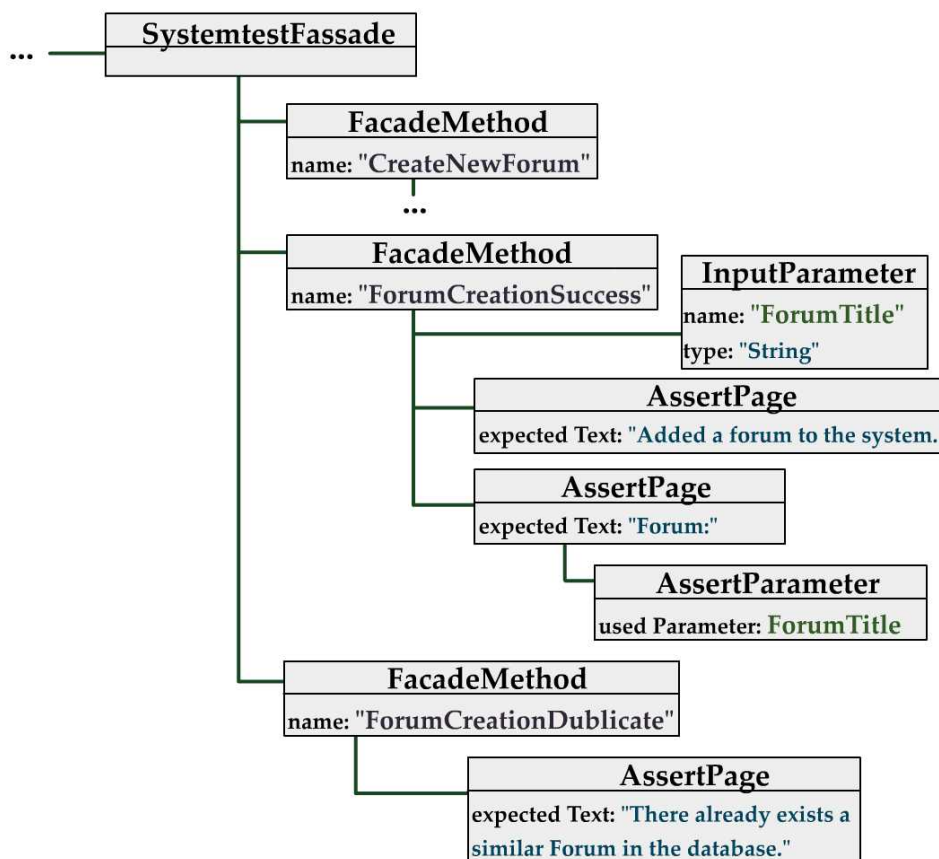 SystemtestFassade
...
FacadeMethod
name: "CreateNewForum"
...
FacadeMethod
name: "ForumCreationSuccess"
InputParameter
name: "ForumTitle"
type: "String"
AssertPage
expected Text: "Added a forum to the system.
AssertPage
expected Text: "Forum:"
AssertParameter
used Parameter: ForumTitle
FacadeMethod
name: "ForumCreationDublicate"
AssertPage
expected Text: "There already exists a
similar Forum in the database."